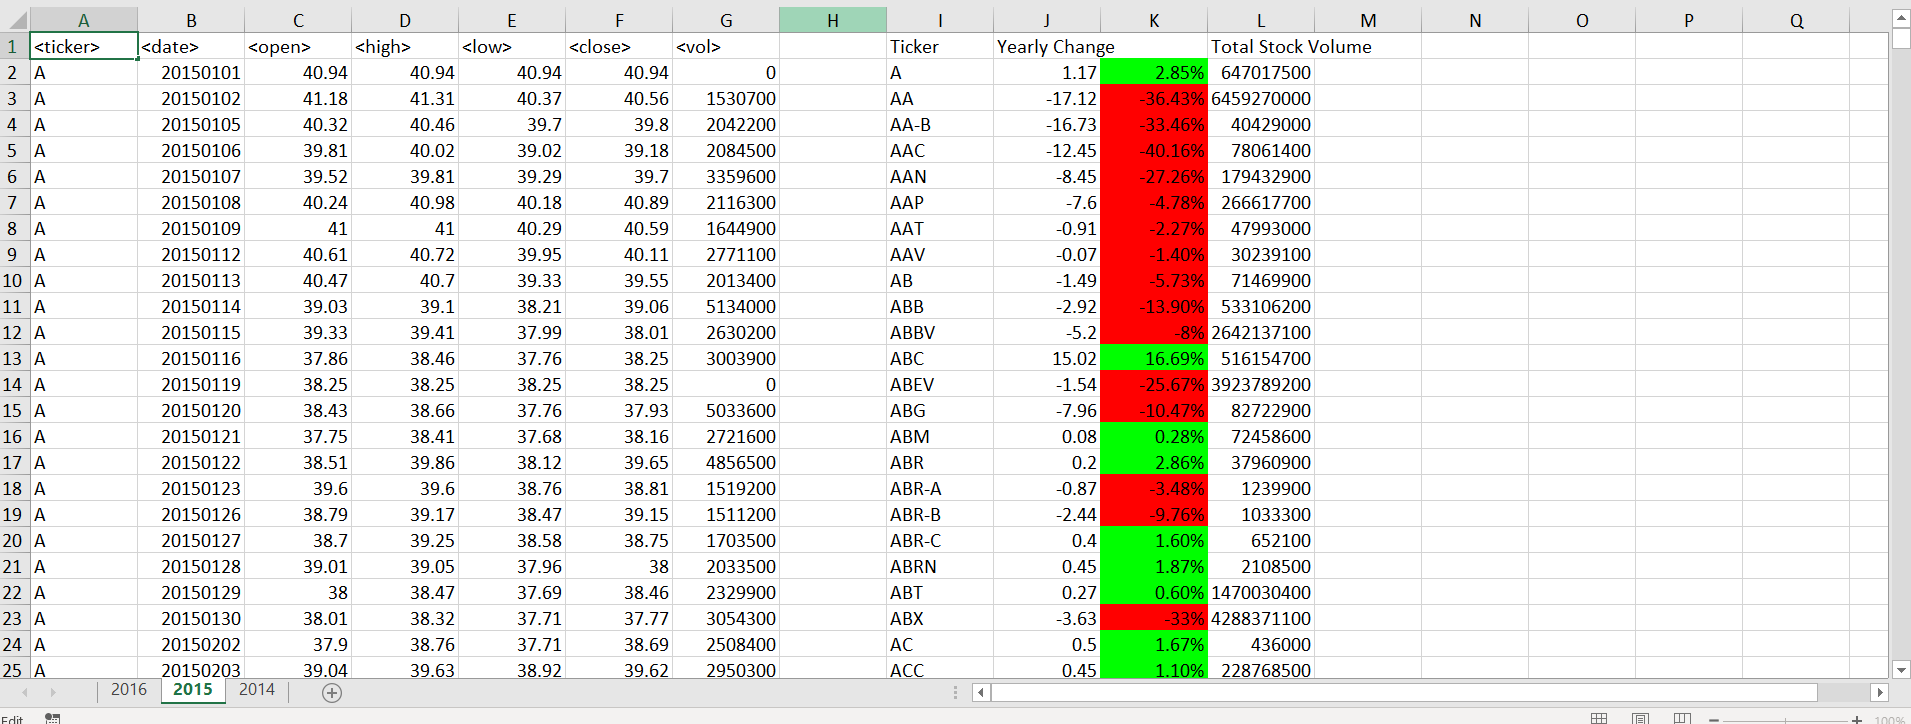 A B C D E F G H I J K L M N O P Q
1 <ticker> <date> <open> <high> <low> <close> <vol> Ticker Yearly Change Total Stock Volume
2 A 20150101 40.94 40.94 40.94 40.94 0 A 1.17 2.85% 647017500
3 A 20150102 41.18 41.31 40.37 40.56 1530700 AA -17.12 -36.43% 6459270000
4 A 20150105 40.32 40.46 39.7 39.8 2042200 AA-B -16.73 -33.46% 40429000
5 A 20150106 39.81 40.02 39.02 39.18 2084500 AAC -12.45 -40.16% 78061400
6 A 20150107 39.52 39.81 39.29 39.7 3359600 AAN -8.45 -27.26% 179432900
7 A 20150108 40.24 40.98 40.18 40.89 2116300 AAP -7.6 -4.78% 266617700
8 A 20150109 41 41 40.29 40.59 1644900 AAT -0.91 -2.27% 47993000
9 A 20150112 40.61 40.72 39.95 40.11 2771100 AAV -0.07 -1.40% 30239100
10 A 20150113 40.47 40.7 39.33 39.55 2013400 AB -1.49 -5.73% 71469900
11 A 20150114 39.03 39.1 38.21 39.06 5134000 ABB -2.92 -13.90% 533106200
12 A 20150115 39.33 39.41 37.99 38.01 2630200 ABBV -5.2 -8% 2642137100
13 A 20150116 37.86 38.46 37.76 38.25 3003900 ABC 15.02 16.69% 516154700
14 A 20150119 38.25 38.25 38.25 38.25 0 ABEV -1.54 -25.67% 3923789200
15 A 20150120 38.43 38.66 37.76 37.93 5033600 ABG -7.96 -10.47% 82722900
16 A 20150121 37.75 38.41 37.68 38.16 2721600 ABM 0.08 0.28% 72458600
17 A 20150122 38.51 39.86 38.12 39.65 4856500 ABR 0.2 2.86% 37960900
18 A 20150123 39.6 39.6 38.76 38.81 1519200 ABR-A -0.87 -3.48% 1239900
19 A 20150126 38.79 39.17 38.47 39.15 1511200 ABR-B -2.44 -9.76% 1033300
20 A 20150127 38.7 39.25 38.58 38.75 1703500 ABR-C 0.4 1.60% 652100
21 A 20150128 39.01 39.05 37.96 38 2033500 ABRN 0.45 1.87% 2108500
22 A 20150129 38 38.47 37.69 38.46 2329900 ABT 0.27 0.60% 1470030400
23 A 20150130 38.01 38.32 37.71 37.77 3054300 ABX -3.63 -33% 4288371100
24 A 20150202 37.9 38.76 37.71 38.69 2508400 AC 0.5 1.67% 436000
25 A 20150203 39.04 39.63 38.92 39.62 2950300 ACC 0.45 1.10% 228768500
2016 2015 2014
Edit 100%